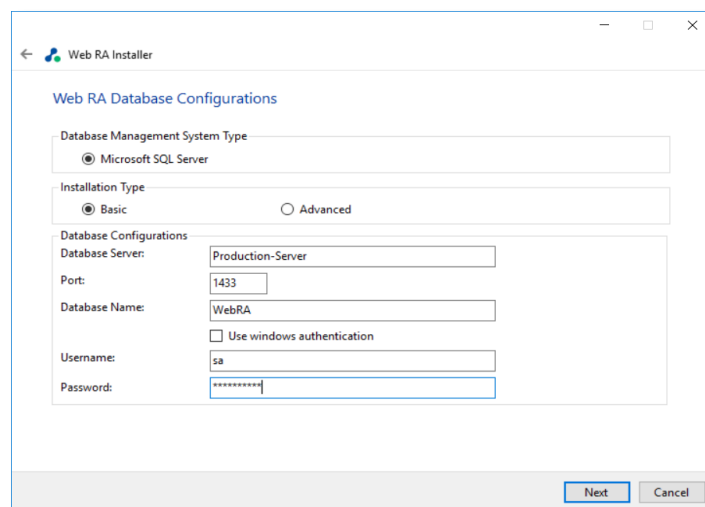 Web RA Installer
Web RA Database Configurations
Database Management System Type
Microsoft SQL Server
Installation Type
Basic Advanced
Database Configurations
Database Server: Production-Server
Port: 1433
Database Name: WebRA
Use windows authentication
Username: sa
Password: **********
Next Cancel